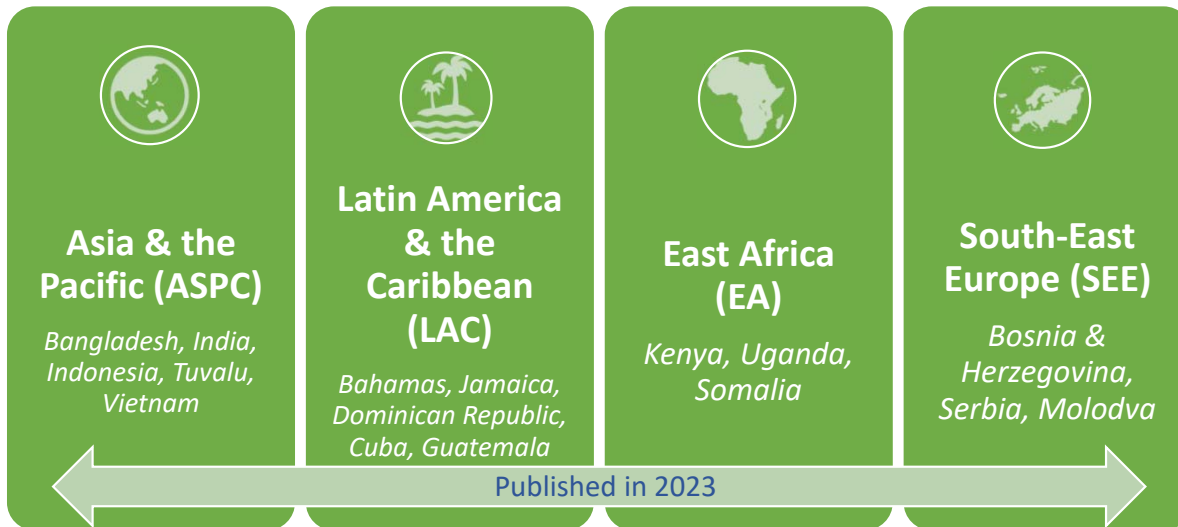 Asia & the
Pacific (ASPC)
Bangladesh, India,
Indonesia, Tuvalu,
Vietnam
Latin America
& the
Caribbean
(LAC)
Bahamas, Jamaica,
Dominican Republic,
Cuba, Guatemala
East Africa
(EA)
Kenya, Uganda,
Somalia
South-East
Europe (SEE)
Bosnia &
Herzegovina,
Serbia, Molodva
Published in 2023